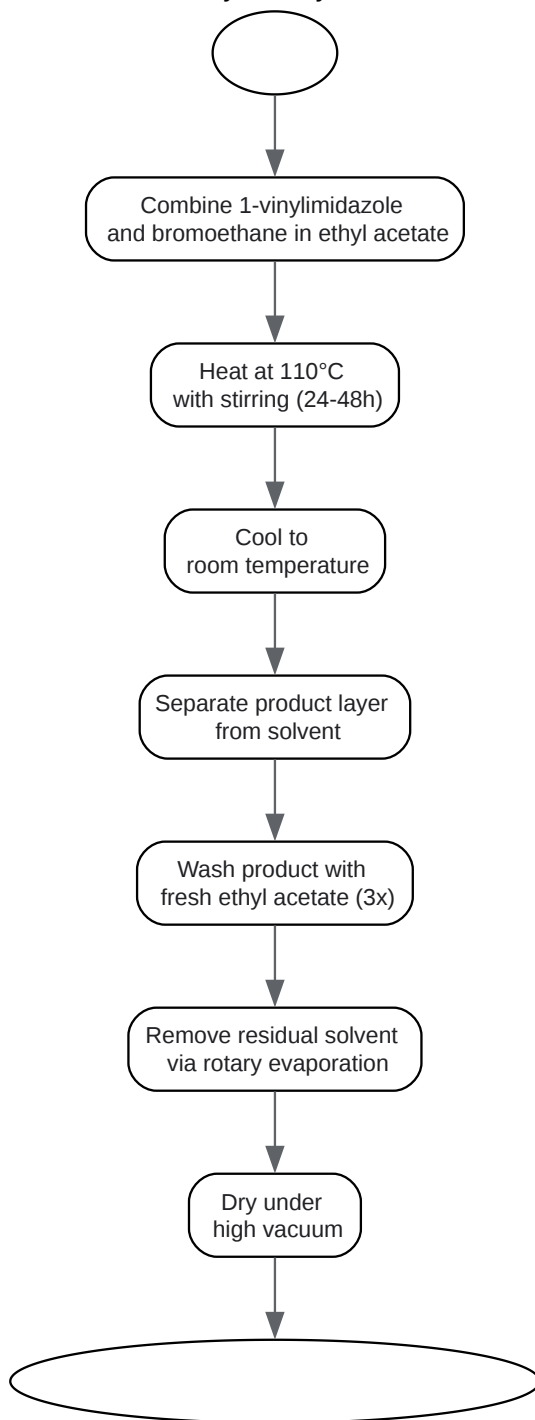 Combine 1-vinylimidazole
and bromoethane in ethyl acetate
Heat at 110°C
with stirring (24-48h)
Cool to
room temperature
Separate product layer
from solvent
Wash product with
fresh ethyl acetate (3x)
Remove residual solvent
via rotary evaporation
Dry under
high vacuum